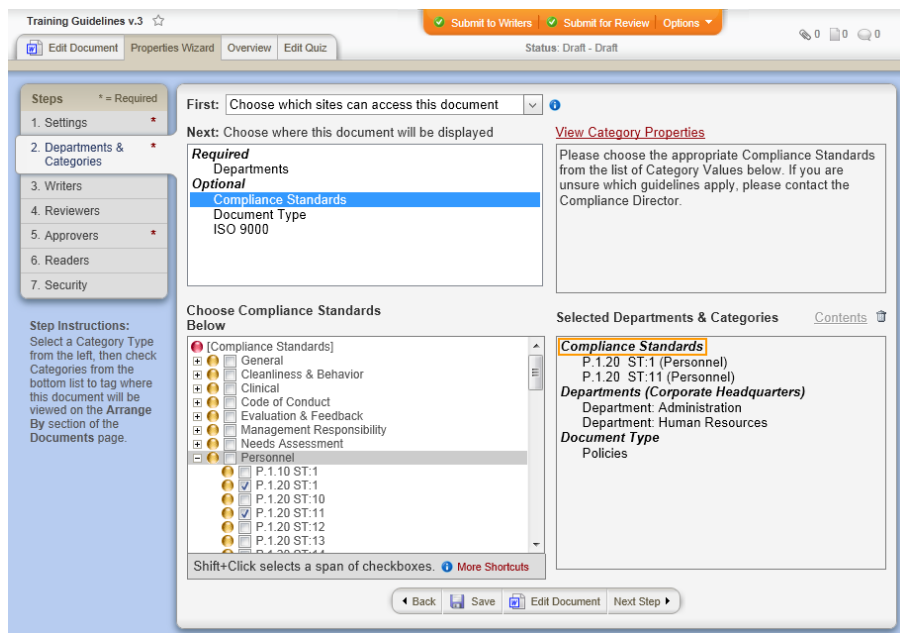 Training Guidelines v.3
Submit to Writers Submit for Review Options
0 0 0
Edit Document Properties Wizard Overview Edit Quiz
Status: Draft - Draft
Steps * = Required
1. Settings *
2. Departments & *
Categories
3. Writers
4. Reviewers
5. Approvers *
6. Readers
7. Security
Step Instructions:
Select a Category Type
from the left, then check
Categories from the
bottom list to tag where
this document will be
viewed on the Arrange
By section of the
Documents page.
First: Choose which sites can access this document
Next: Choose where this document will be displayed
Required
Departments
Optional
Compliance Standards
Document Type
ISO 9000
View Category Properties
Please choose the appropriate Compliance Standards
from the list of Category Values below. If you are
unsure which guidelines apply, please contact the
Compliance Director.
Choose Compliance Standards
Below
[Compliance Standards]
General
Cleanliness & Behavior
Clinical
Code of Conduct
Evaluation & Feedback
Management Responsibility
Needs Assessment
Personnel
P.1.10 ST:1
P.1.20 ST:1
P.1.20 ST:10
P.1.20 ST:11
P.1.20 ST:12
P.1.20 ST:13
P.1.20 ST:14
Shift+Click selects a span of checkboxes. More Shortcuts
Selected Departments & Categories Contents
Compliance Standards
P.1.20 ST:1 (Personnel)
P.1.20 ST:11 (Personnel)
Departments (Corporate Headquarters)
Department: Administration
Department: Human Resources
Document Type
Policies
Back Save Edit Document Next Step